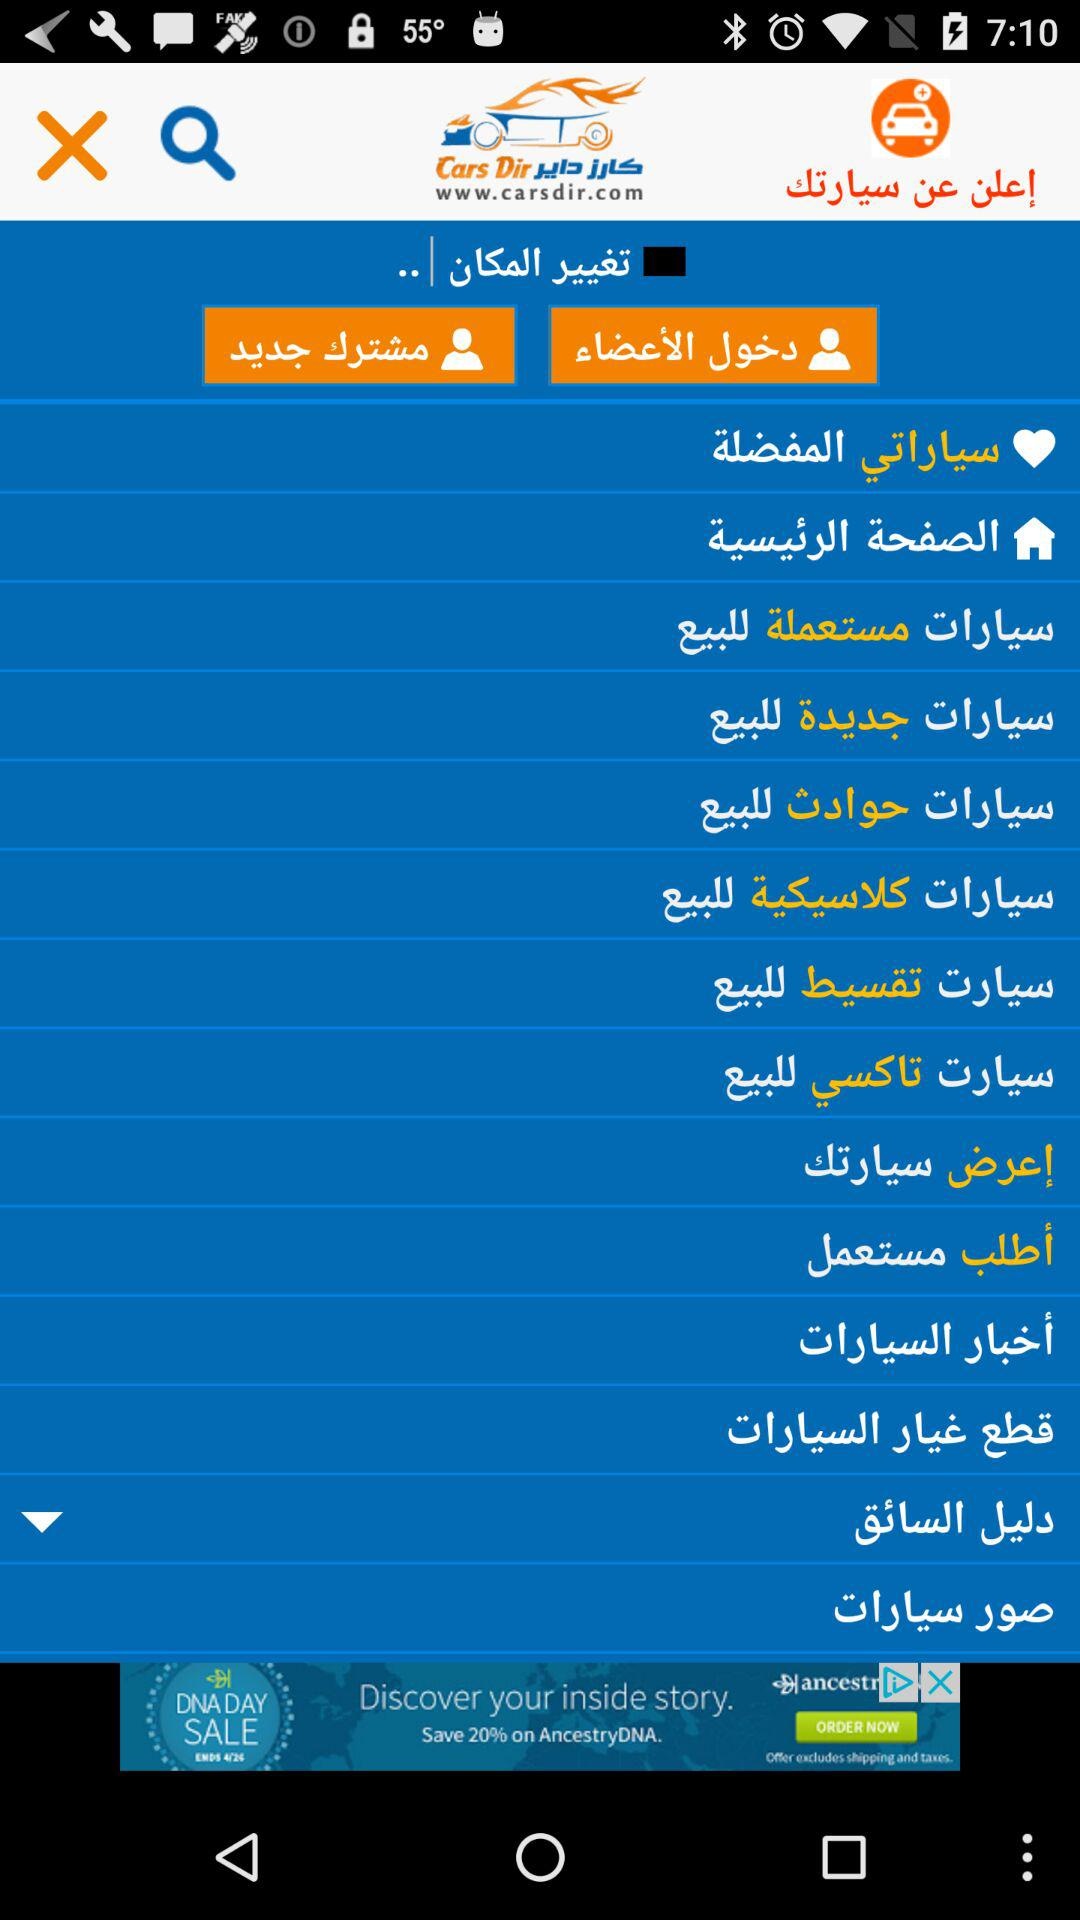 FAKE 55° 7:10
Cars Dir كارز داير
www.carsdir.com
إعلن عن سيارتك
تغيير المكان | ..
دخول الأعضاء
مشترك جديد
سياراتي المفضلة
الصفحة الرئيسية
سيارات مستعملة للبيع
سيارات جديدة للبيع
سيارات حوادث للبيع
سيارات كلاسيكية للبيع
سيارت تقسيط للبيع
سيارت تاكسي للبيع
إعرض سيارتك
أطلب مستعمل
أخبار السيارات
قطع غيار السيارات
دليل السائق
صور سيارات
DNA DAY
SALE
ENDS 4/26
Discover your inside story.
Save 20% on AncestryDNA.
ancestr
ORDER NOW
Offer excludes shipping and taxes.